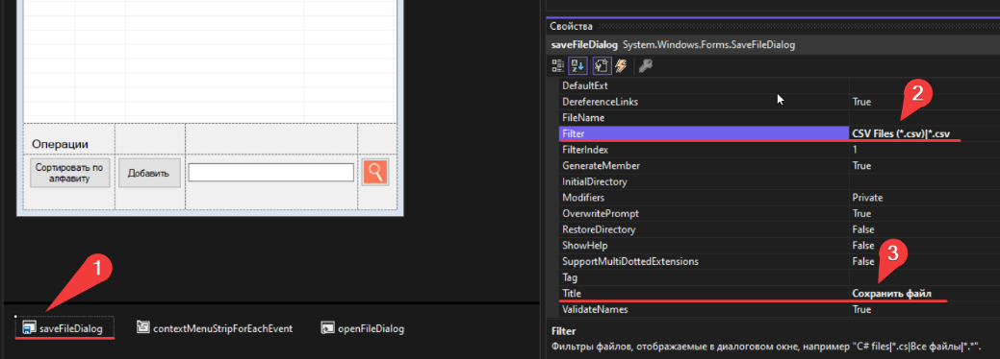 Операции
Сортировать по
алфавиту
Добавить
1
saveFileDialog
contextMenuStripForEachEvent
openFileDialog
Свойства
saveFileDialog System.Windows.Forms.SaveFileDialog
DefaultExt
DereferenceLinks True
2
FileName
Filter CSV Files (*.csv)|*.csv
FilterIndex 1
GenerateMember True
InitialDirectory
Modifiers Private
OverwritePrompt True
RestoreDirectory False
ShowHelp False
3
SupportMultiDottedExtensions False
Tag
Title Сохранить файл
ValidateNames True
Filter
Фильтры файлов, отображаемые в диалоговом окне, например "C# files|*.cs|Все файлы|*.*".